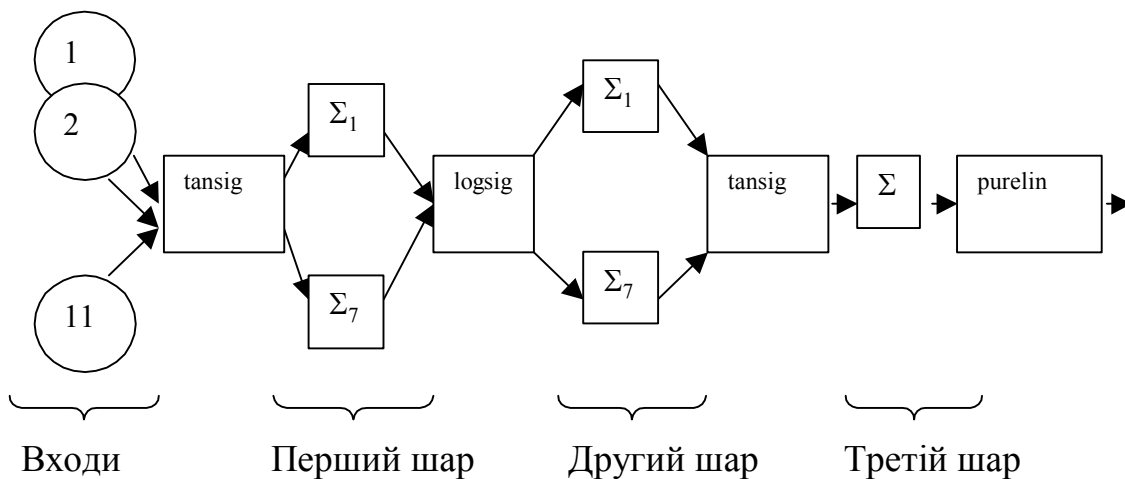 1
2
11
tansig
Σ1
Σ7
logsig
Σ1
Σ7
tansig
Σ
purelin
Входи
Перший шар
Другий шар
Третій шар